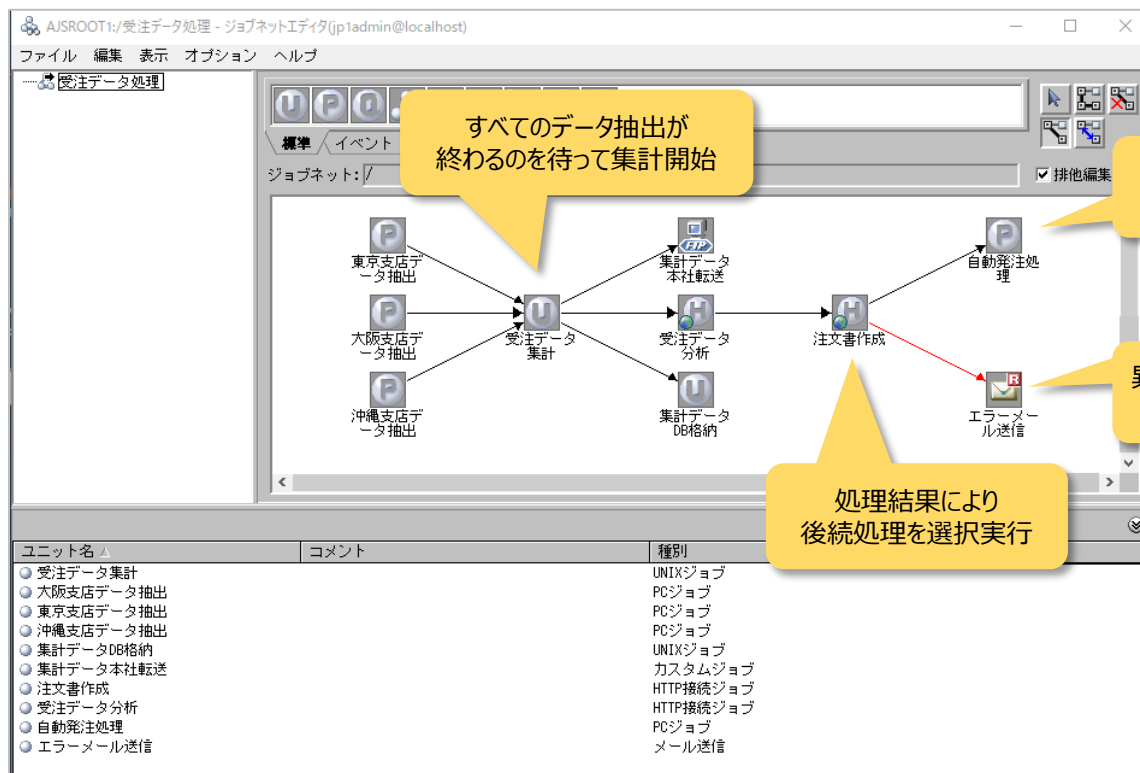 AJSROOT1:/受注データ処理 - ジョブネットエディタ(jp1admin@localhost)
ファイル 編集 表示 オプション ヘルプ
受注データ処理
U P Q
標準 イベント
すべてのデータ抽出が
終わるのを待って集計開始
ジョブネット: /
排他編集
P
東京支店デ
ータ抽出
P
大阪支店デ
ータ抽出
P
沖縄支店デ
ータ抽出
U
受注データ
集計
FTP
集計データ
本社転送
H
受注データ
分析
U
集計データ
DB格納
H
注文書作成
P
自動発注処
理
R
エラーメー
ル送信
異
処理結果により
後続処理を選択実行
ユニット名 コメント 種別
受注データ集計 UNIXジョブ
大阪支店データ抽出 PCジョブ
東京支店データ抽出 PCジョブ
沖縄支店データ抽出 PCジョブ
集計データDB格納 UNIXジョブ
集計データ本社転送 カスタムジョブ
注文書作成 HTTP接続ジョブ
受注データ分析 HTTP接続ジョブ
自動発注処理 PCジョブ
エラーメール送信 メール送信